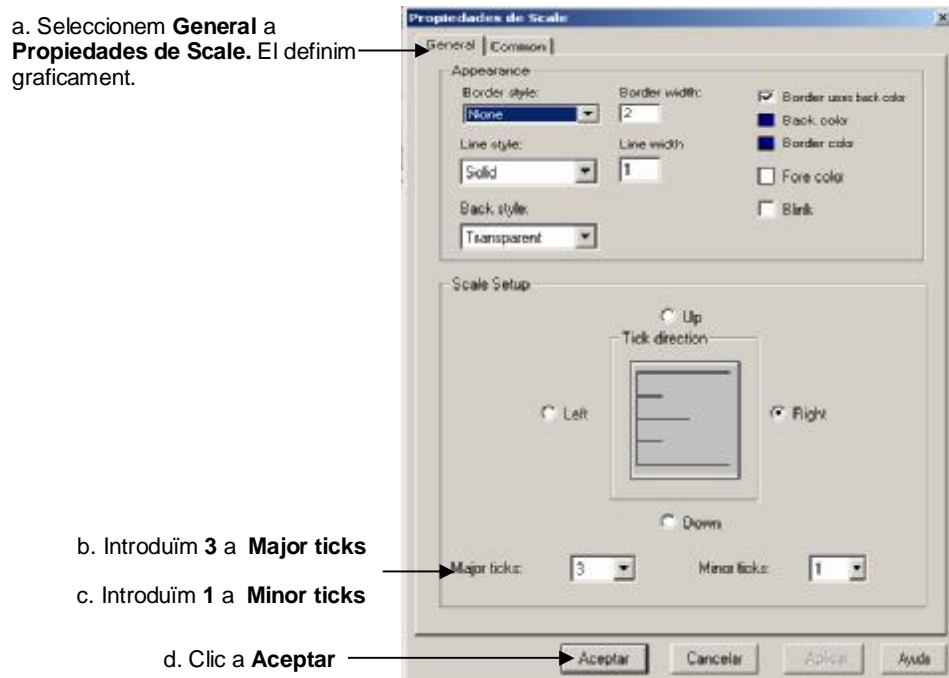 a. Seleccionem General a
Propiedades de Scale. El definim
graficament.
Propiedades de Scale
General
Common
Appearance
Border style:
None
Border width:
2
Border uses back color
Back color
Border color
Line style:
Solid
Line width
1
Fore color
Back style:
Transparent
Blink
Scale Setup
Up
Tick direction
Left
Right
Down
b. Introduïm 3 a Major ticks
c. Introduïm 1 a Minor ticks
Major ticks:
3
Minor ticks:
1
d. Clic a Aceptar
Aceptar
Cancelar
Aplicar
Ayuda